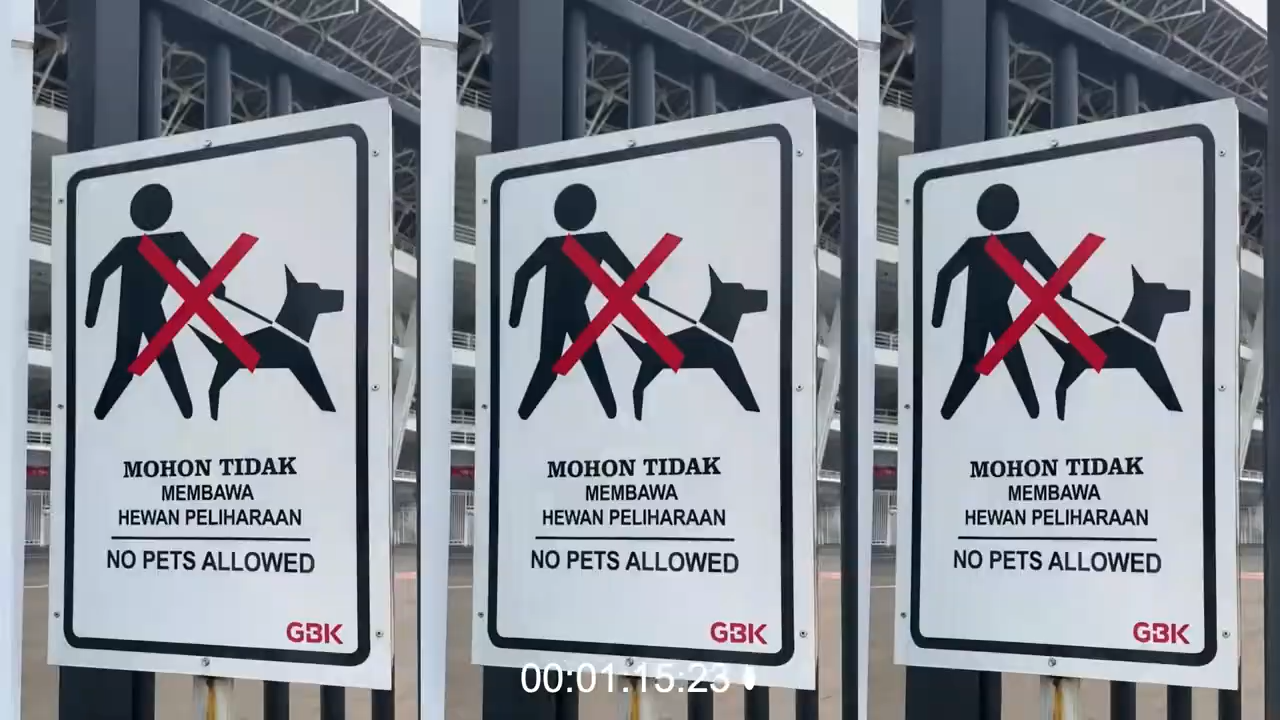 MOHON TIDAK
MEMBAWA
HEWAN PELIHARAAN
NO PETS ALLOWED
GBK
MOHON TIDAK
MEMBAWA
HEWAN PELIHARAAN
NO PETS ALLOWED
GBK
MOHON TIDAK
MEMBAWA
HEWAN PELIHARAAN
NO PETS ALLOWED
GBK
00:01:15:23